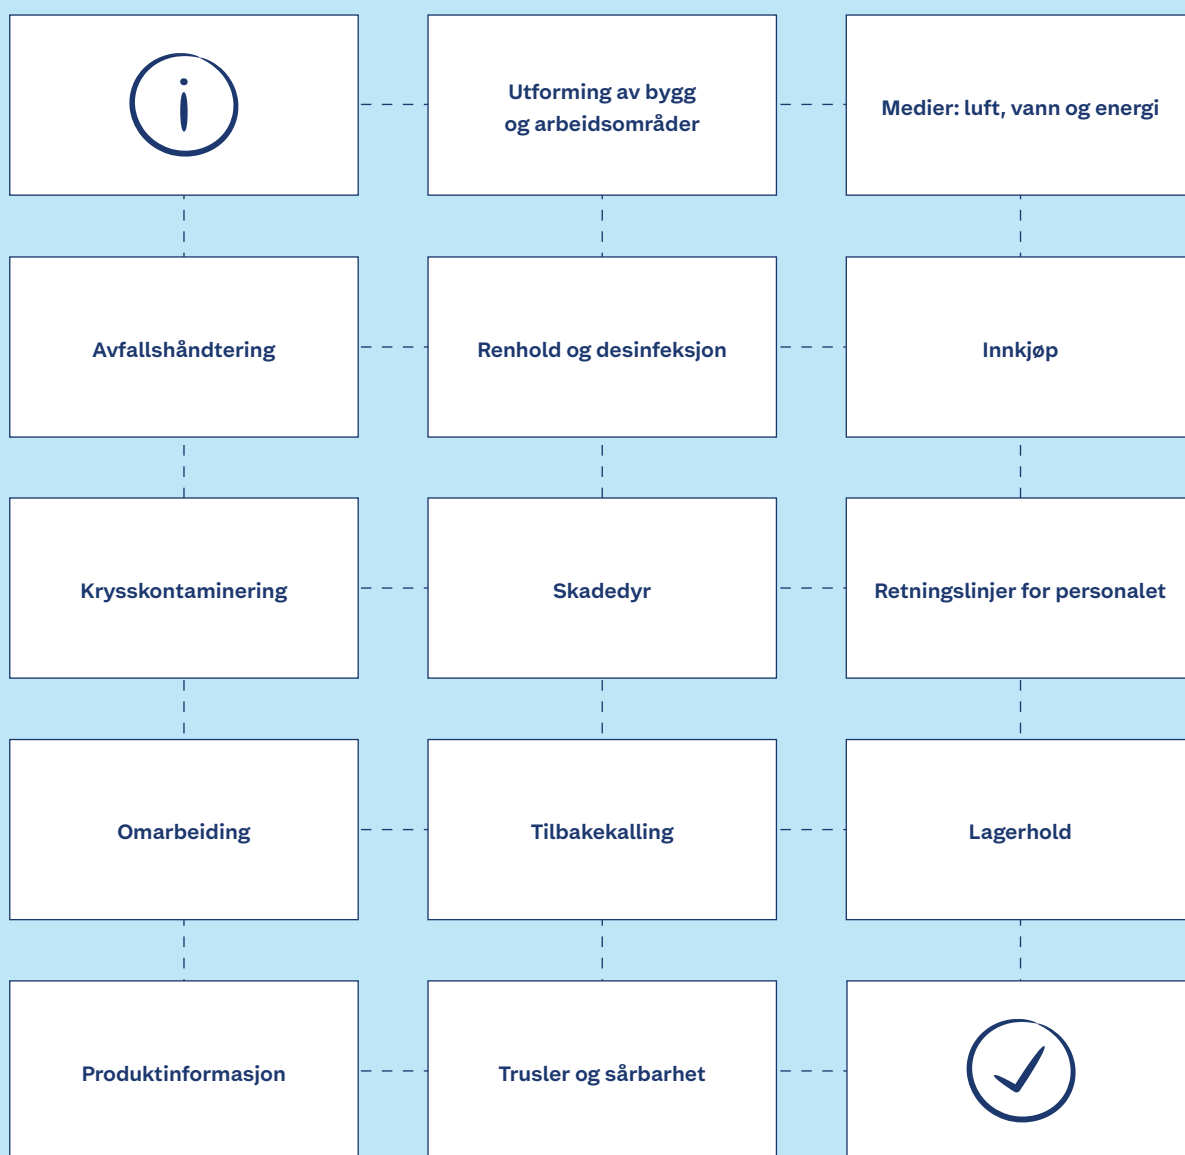 Utforming av bygg
og arbeidsområder
Medier: luft, vann og energi
Avfallshåndtering
Renhold og desinfeksjon
Innkjøp
Krysskontaminering
Skadedyr
Retningslinjer for personalet
Omarbeiding
Tilbakekalling
Lagerhold
Produktinformasjon
Trusler og sårbarhet